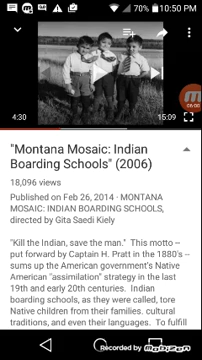 70% 10:50 PM
4:30
15:09
"Montana Mosaic: Indian
Boarding Schools" (2006)
18,096 views
Published on Feb 26, 2014 · MONTANA
MOSAIC: INDIAN BOARDING SCHOOLS,
directed by Gita Saedi Kiely
"Kill the Indian, save the man." This motto --
put forward by Captain H. Pratt in the 1880's --
sums up the American government's Native
American "assimilation" strategy in the last
19th and early 20th centuries. Indian
boarding schools, as they were called, tore
Native children from their families. cultural
traditions, and even their languages. To fulfill
Recorded by
Mobizen